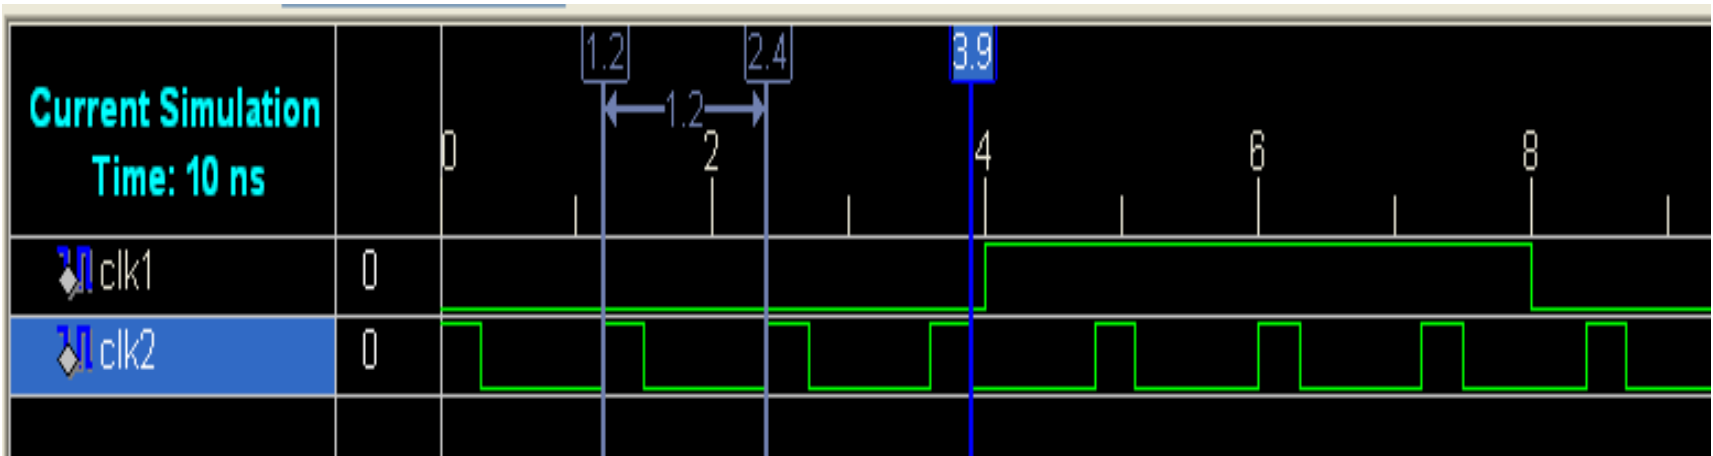 1.2 2.4 3.9
1.2
Current Simulation
Time: 10 ns
0 2 4 6 8
clk1 0
clk2 0